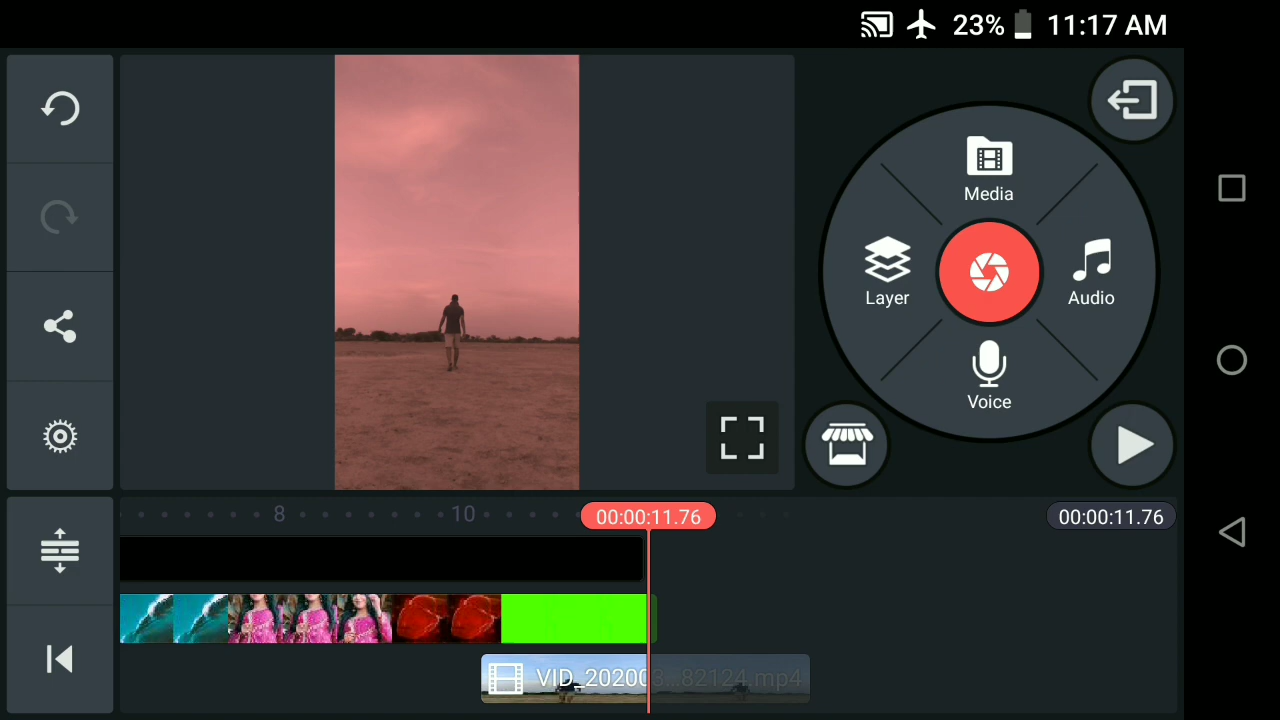 23% 11:17 AM
Media
Layer
Audio
Voice
8 10 00:00:11.76 00:00:11.76
VID_202003...82124.mp4